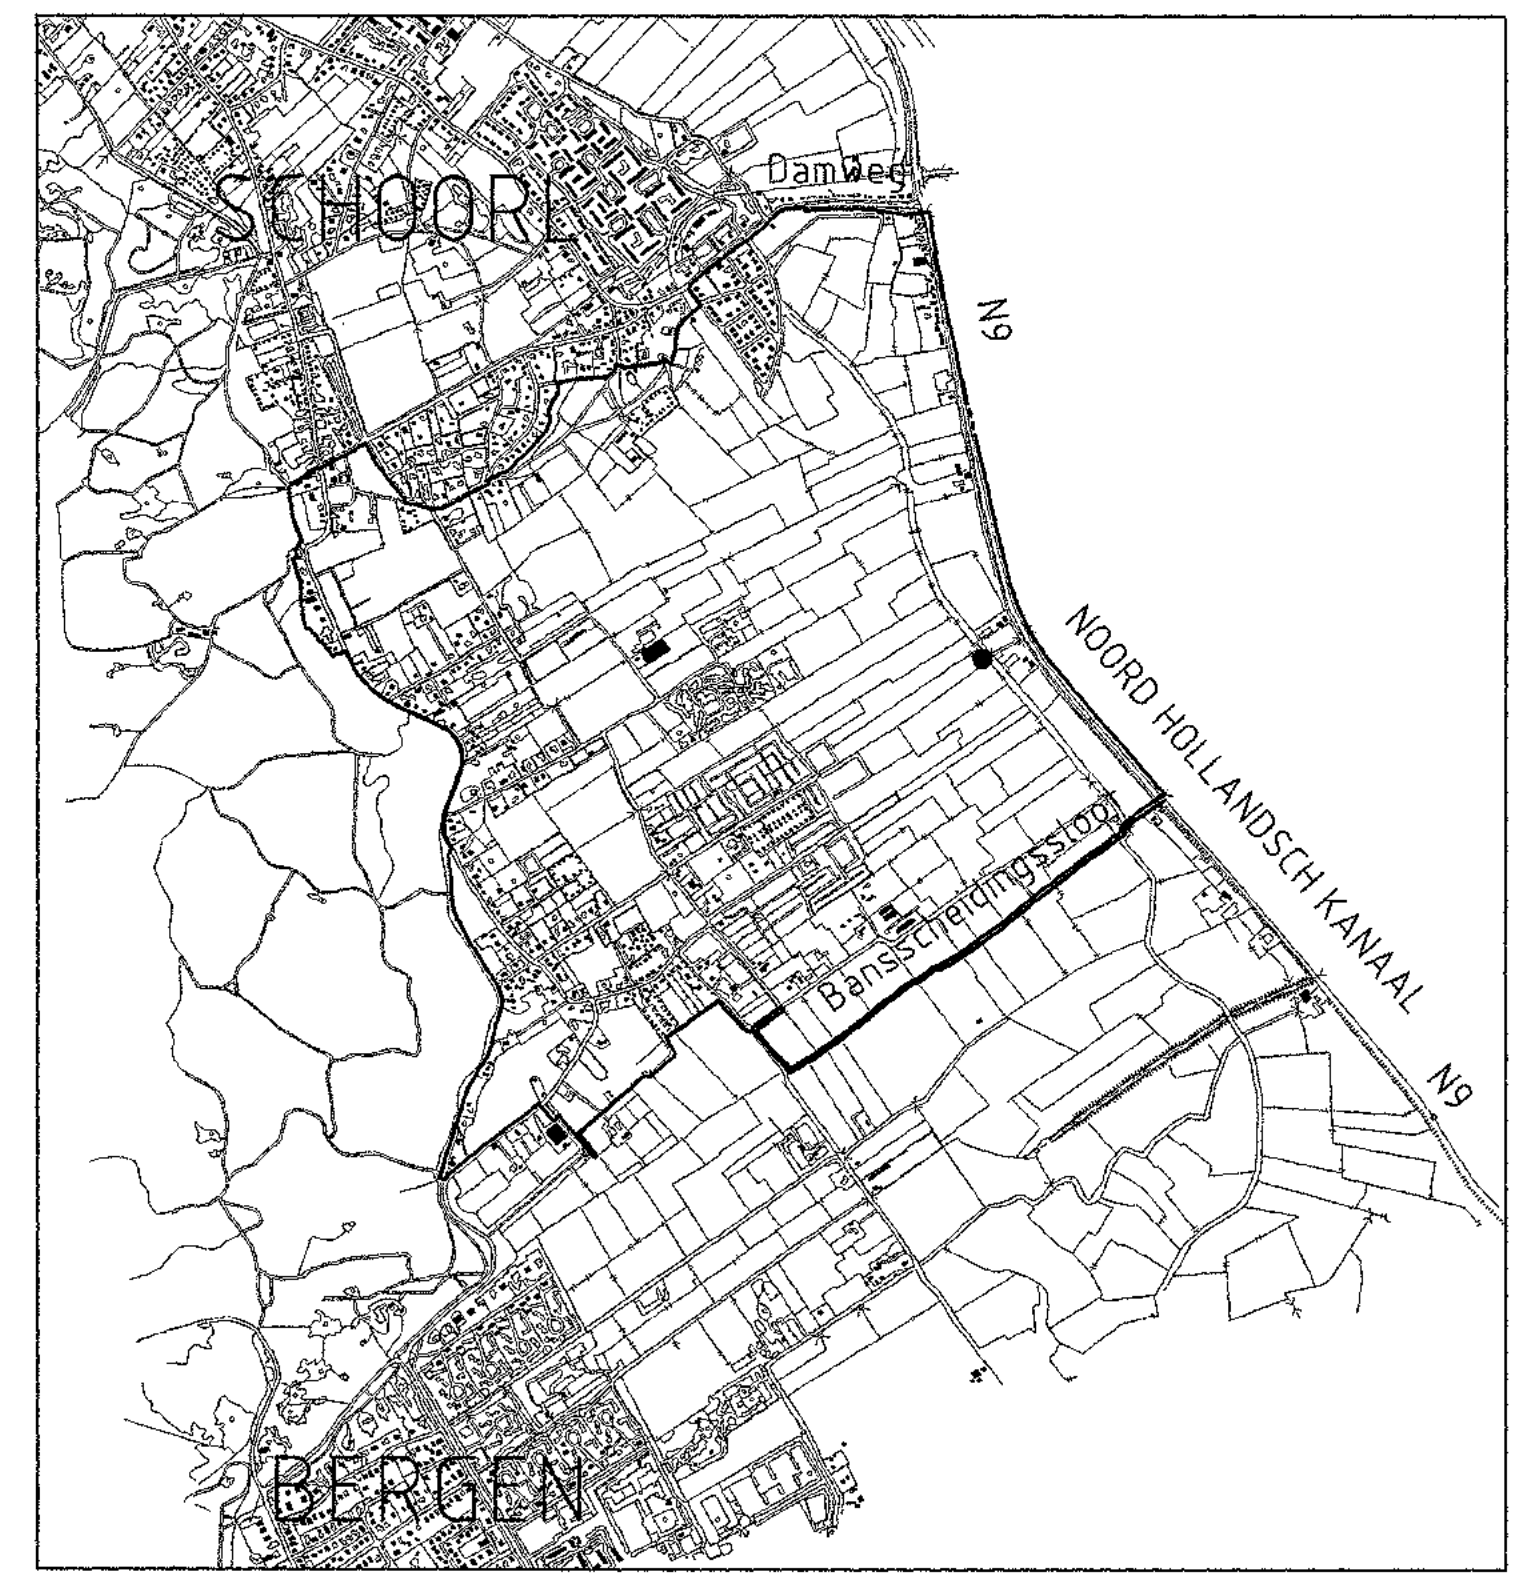 DamWeg
SCHOORL
N9
NOORD HOLLANDSCH KANAAL
Bansscheidingssloot
N9
BERGEN